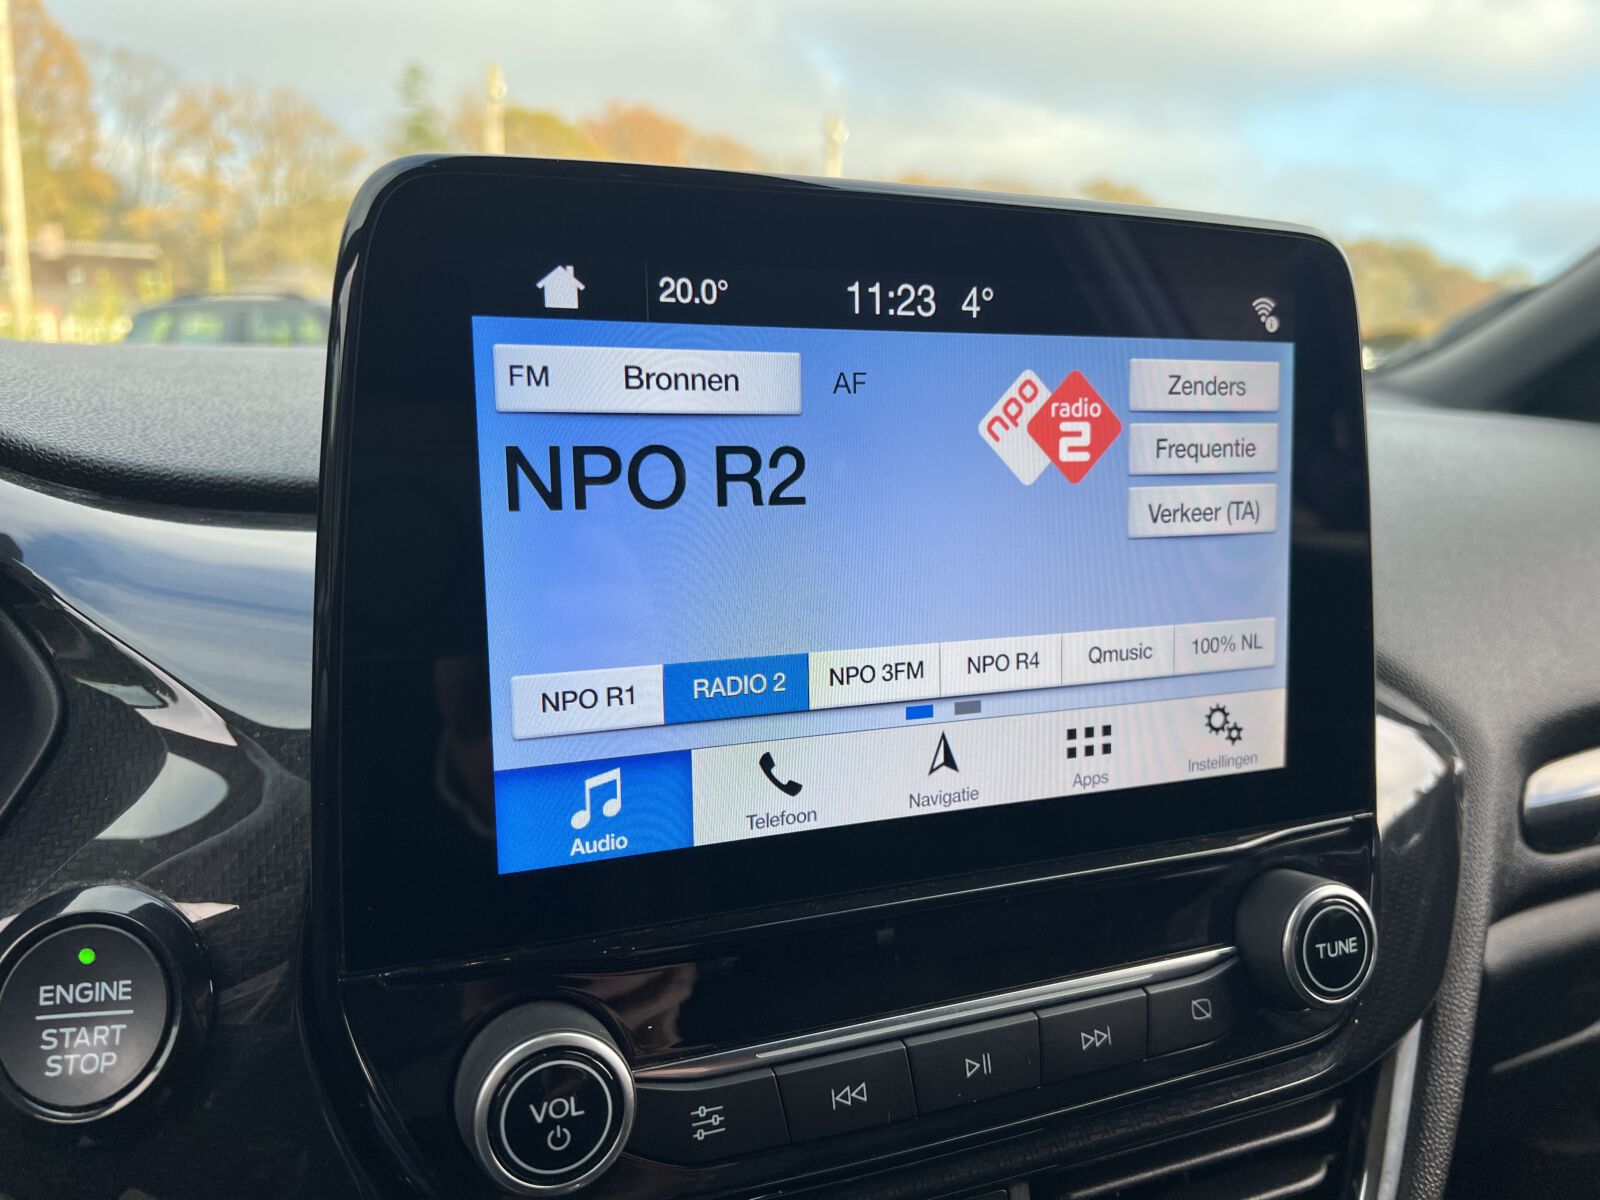 20.0°
11:23 4°
FM Bronnen
AF
npo radio 2
Zenders
NPO R2
Frequentie
Verkeer (TA)
NPO R1
RADIO 2
NPO 3FM
NPO R4
Qmusic
100% NL
Audio
Telefoon
Navigatie
Apps
Instellingen
ENGINE
START
STOP
VOL
TUNE